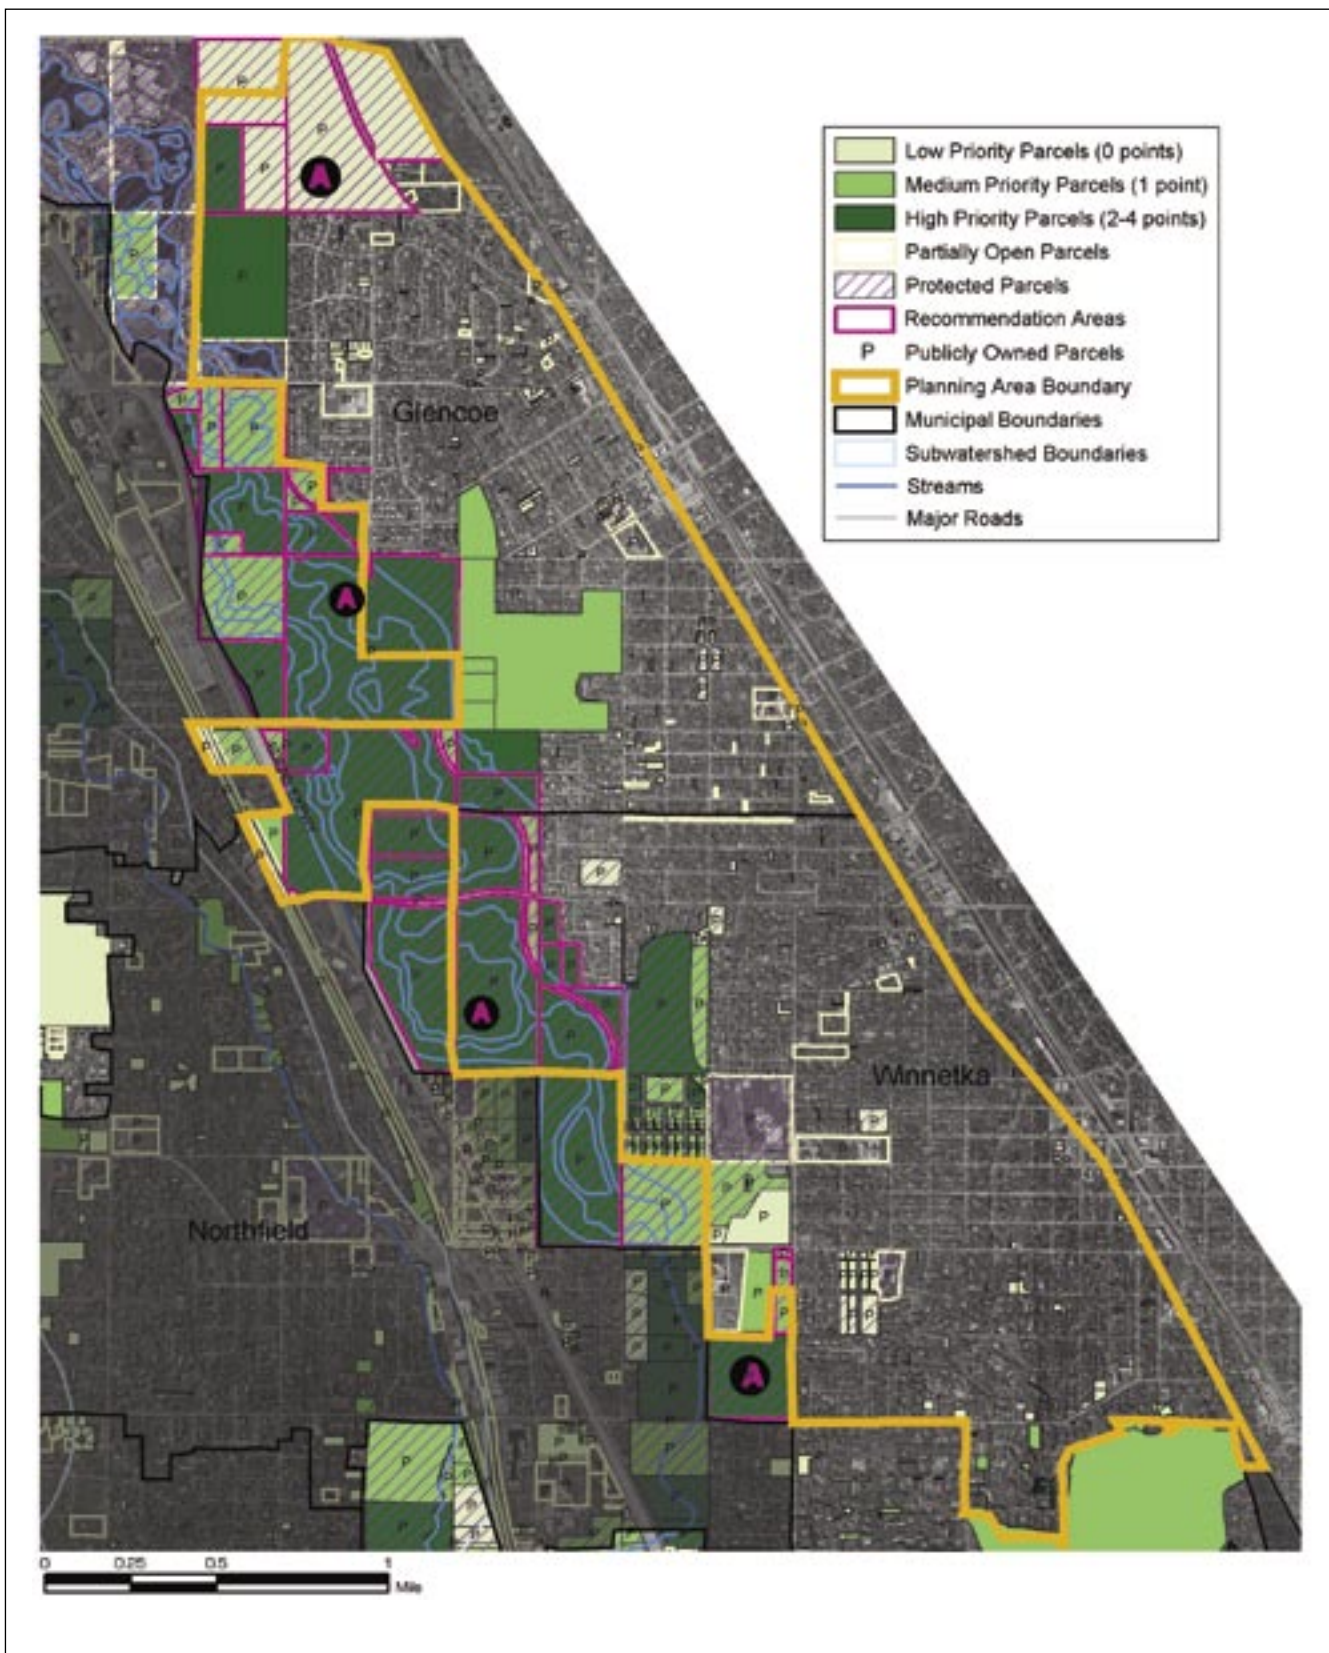 Low Priority Parcels (0 points)
Medium Priority Parcels (1 point)
High Priority Parcels (2-4 points)
Partially Open Parcels
Protected Parcels
Recommendation Areas
P Publicly Owned Parcels
Planning Area Boundary
Municipal Boundaries
Subwatershed Boundaries
Streams
Major Roads
A
Glencoe
A
A
Winnetka
Northfield
A
0 0.25 0.5 1
Mile